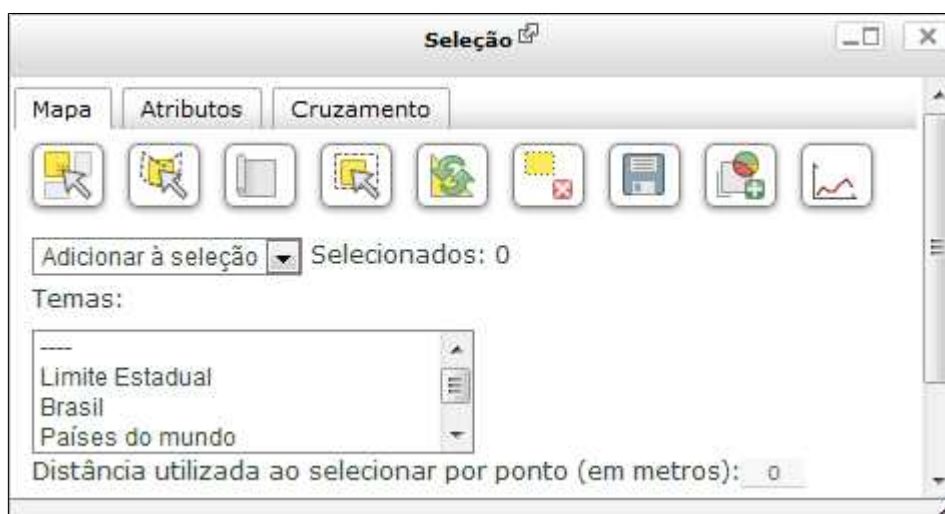 Seleção
Mapa Atributos Cruzamento
Adicionar à seleção Selecionados: 0
Temas:
----
Limite Estadual
Brasil
Países do mundo
Distância utilizada ao selecionar por ponto (em metros): 0